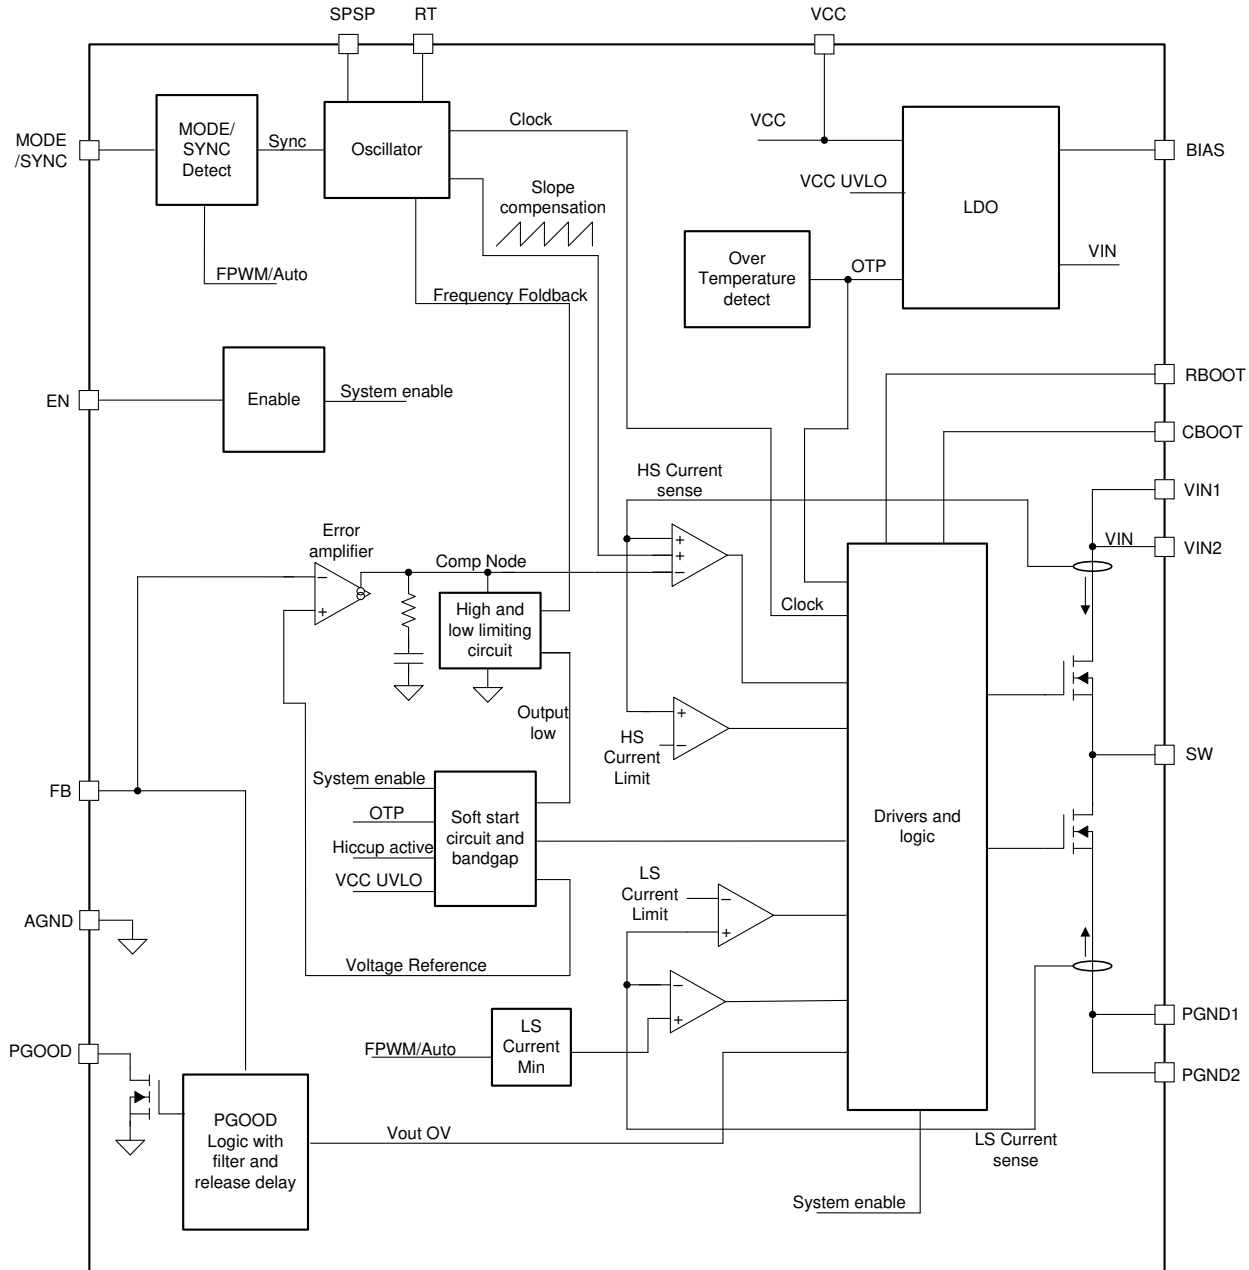 SPSP
RT
VCC
MODE
/SYNC
MODE/
SYNC
Detect
Sync
Oscillator
Clock
VCC
VCC UVLO
LDO
BIAS
Slope
compensation
Over
Temperature
detect
OTP
VIN
FPWM/Auto
Frequency Foldback
RBOOT
EN
Enable
System enable
CBOOT
HS Current
sense
VIN1
Error
amplifier
Comp Node
VIN
VIN2
+
+
−
−
+
High and
low limiting
circuit
Clock
Output
low
+
−
HS
Current
Limit
SW
FB
System enable
OTP
Hiccup active
VCC UVLO
Soft start
circuit and
bandgap
Drivers and
logic
LS
Current
Limit
−
+
AGND
Voltage Reference
−
+
PGND1
LS
Current
Min
FPWM/Auto
PGOOD
PGND2
PGOOD
Logic with
filter and
release delay
Vout OV
LS Current
sense
System enable